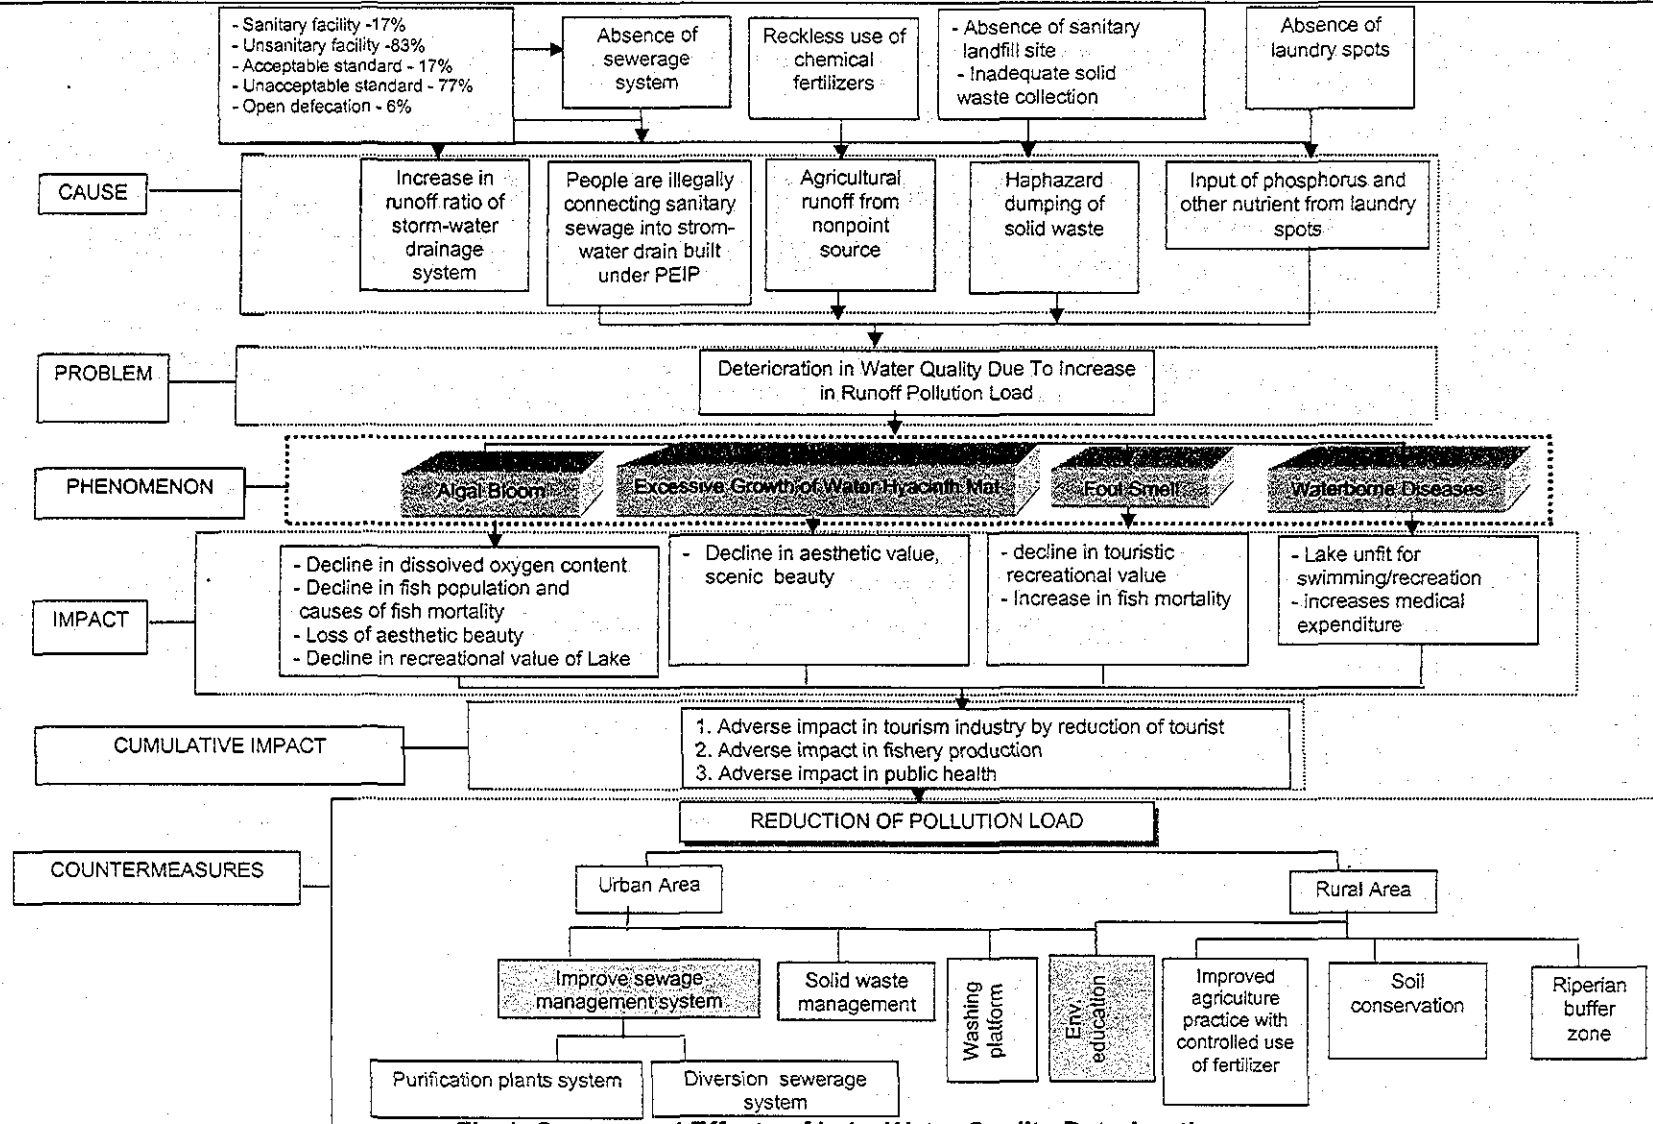 - Sanitary facility -17%
- Unsanitary facility -83%
- Acceptable standard - 17%
- Unacceptable standard - 77%
- Open defecation - 6%
Absence of
sewerage
system
Reckless use of
chemical
fertilizers
- Absence of sanitary
landfill site
- Inadequate solid
waste collection
Absence of
laundry spots
CAUSE
Increase in
runoff ratio of
storm-water
drainage
system
People are illegally
connecting sanitary
sewage into strom-
water drain built
under PEIP
Agricultural
runoff from
nonpoint
source
Haphazard
dumping of
solid waste
Input of phosphorus and
other nutrient from laundry
spots
PROBLEM
Deterioration in Water Quality Due To Increase
in Runoff Pollution Load
PHENOMENON
Algal Bloom
Excessive Growth of Water Hyacinth Mat
Foul Smell
Waterborne Diseases
IMPACT
- Decline in dissolved oxygen content
- Decline in fish population and
causes of fish mortality
- Loss of aesthetic beauty
- Decline in recreational value of Lake
- Decline in aesthetic value,
scenic beauty
- decline in touristic
recreational value
- Increase in fish mortality
- Lake unfit for
swimming/recreation
- increases medical
expenditure
CUMULATIVE IMPACT
1. Adverse impact in tourism industry by reduction of tourist
2. Adverse impact in fishery production
3. Adverse impact in public health
REDUCTION OF POLLUTION LOAD
COUNTERMEASURES
Urban Area
Rural Area
Improve sewage
management system
Solid waste
management
Washing
platform
Env.
education
Improved
agriculture
practice with
controlled use
of fertilizer
Soil
conservation
Riperian
buffer
zone
Purification plants system
Diversion sewerage
system